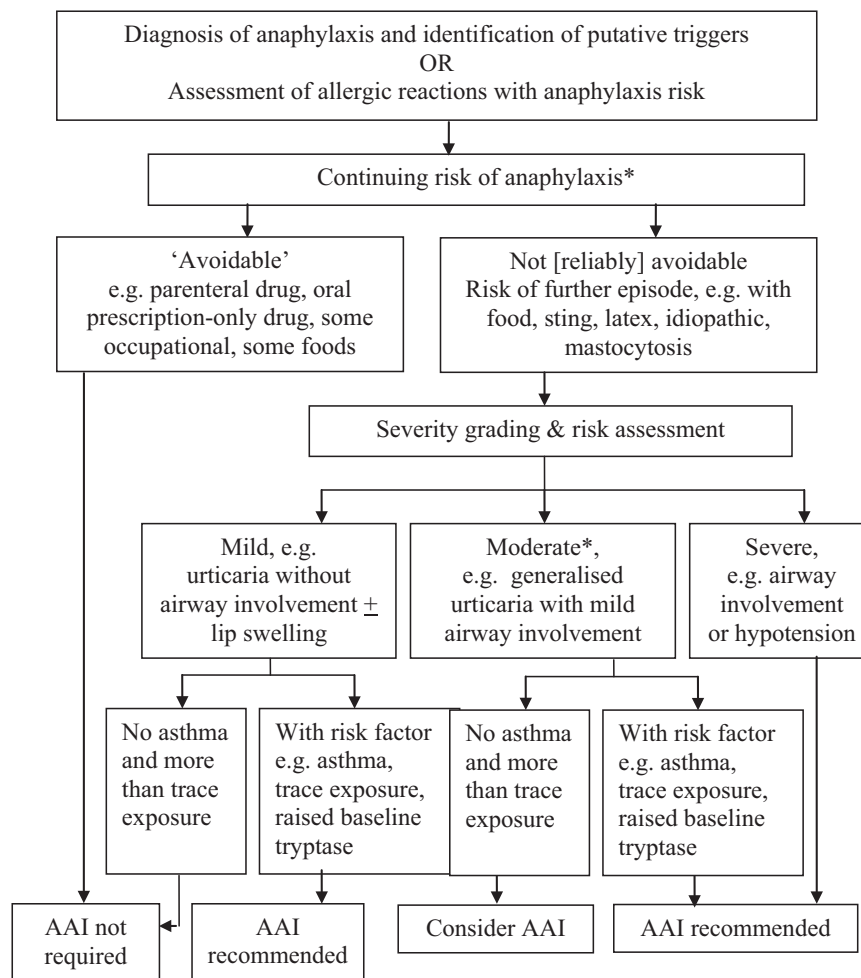 Diagnosis of anaphylaxis and identification of putative triggers
OR
Assessment of allergic reactions with anaphylaxis risk
Continuing risk of anaphylaxis*
‘Avoidable’
e.g. parenteral drug, oral
prescription-only drug, some
occupational, some foods
Not [reliably] avoidable
Risk of further episode, e.g. with
food, sting, latex, idiopathic,
mastocytosis
Severity grading & risk assessment
Mild, e.g.
urticaria without
airway involvement ±
lip swelling
Moderate*,
e.g. generalised
urticaria with mild
airway involvement
Severe,
e.g. airway
involvement
or hypotension
No asthma
and more
than trace
exposure
With risk factor
e.g. asthma,
trace exposure,
raised baseline
tryptase
No asthma
and more
than trace
exposure
With risk factor
e.g. asthma,
trace exposure,
raised baseline
tryptase
AAI not
required
AAI
recommended
Consider AAI
AAI recommended